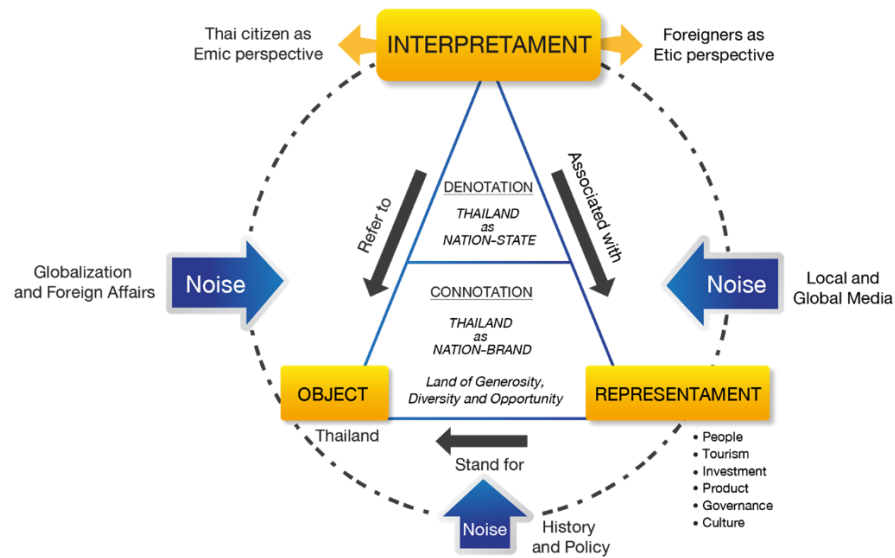 Thai citizen as
Emic perspective
INTERPRETAMENT
Foreigners as
Etic perspective
Refer to
DENOTATION
THAILAND
as
NATION-STATE
Associated with
Globalization
and Foreign Affairs
Noise
CONNOTATION
THAILAND
as
NATION-BRAND
Land of Generosity,
Diversity and Opportunity
Noise
Local and
Global Media
OBJECT
Thailand
REPRESENTAMENT
• People
• Tourism
• Investment
• Product
• Governance
• Culture
Stand for
Noise
History
and Policy